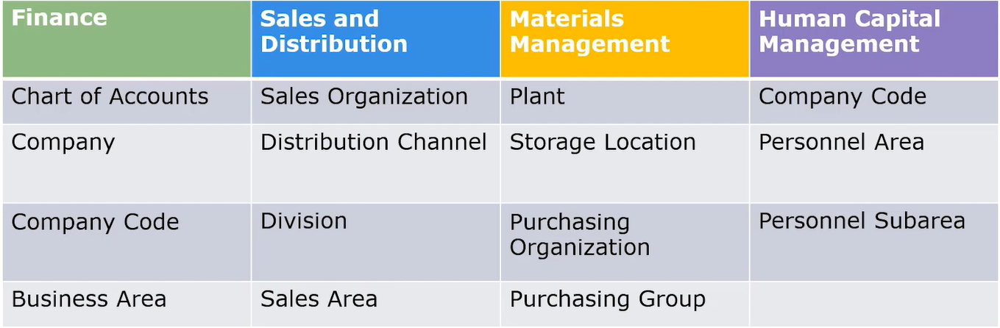 Finance
Sales and
Distribution
Materials
Management
Human Capital
Management
Chart of Accounts
Sales Organization
Plant
Company Code
Company
Distribution Channel
Storage Location
Personnel Area
Company Code
Division
Purchasing
Organization
Personnel Subarea
Business Area
Sales Area
Purchasing Group